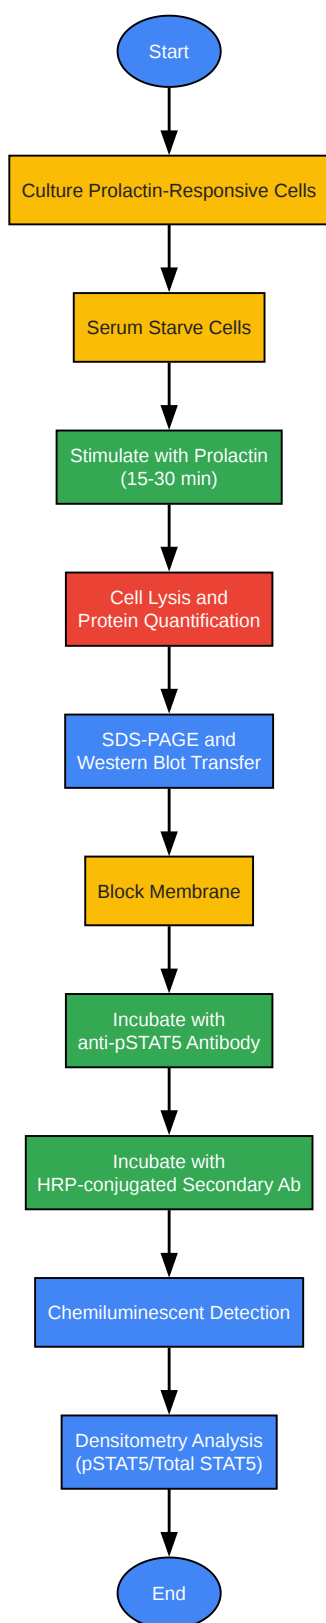 Start
Culture Prolactin-Responsive Cells
Serum Starve Cells
Stimulate with Prolactin
(15-30 min)
Cell Lysis and
Protein Quantification
SDS-PAGE and
Western Blot Transfer
Block Membrane
Incubate with
anti-pSTAT5 Antibody
Incubate with
HRP-conjugated Secondary Ab
Chemiluminescent Detection
Densitometry Analysis
(pSTAT5/Total STAT5)
End